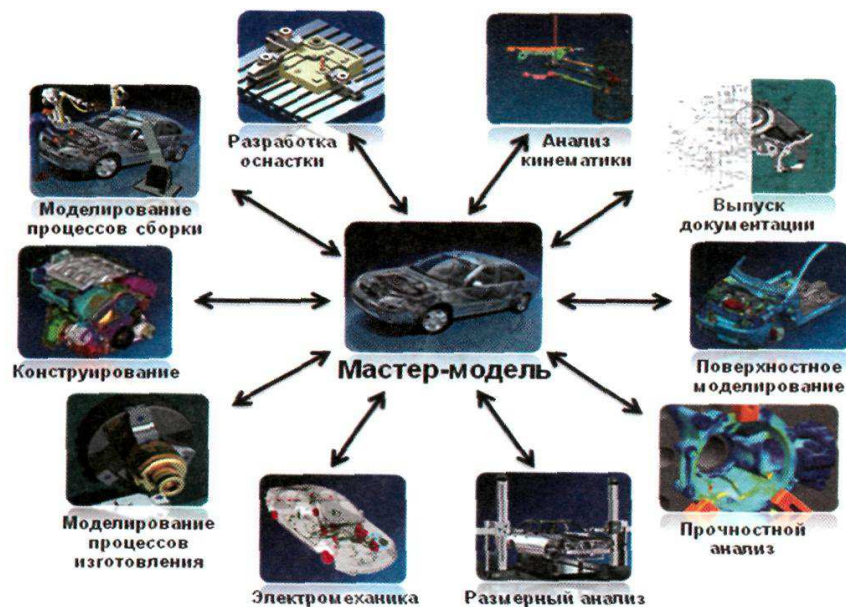 Разработка
оснастки
Анализ
кинематики
Моделирование
процессов сборки
Выпуск
документации
Конструирование
Мастер-модель
Поверхностное
моделирование
Моделирование
процессов
изготовления
Электромеханика
Размерный анализ
Прочностной
анализ